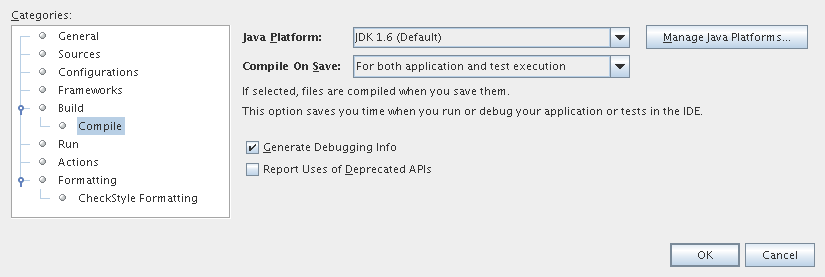 Categories:
General
Sources
Configurations
Frameworks
Build
Compile
Run
Actions
Formatting
CheckStyle Formatting
Java Platform: JDK 1.6 (Default) Manage Java Platforms...
Compile On Save: For both application and test execution
If selected, files are compiled when you save them.
This option saves you time when you run or debug your application or tests in the IDE.
Generate Debugging Info
Report Uses of Deprecated APIs
OK Cancel